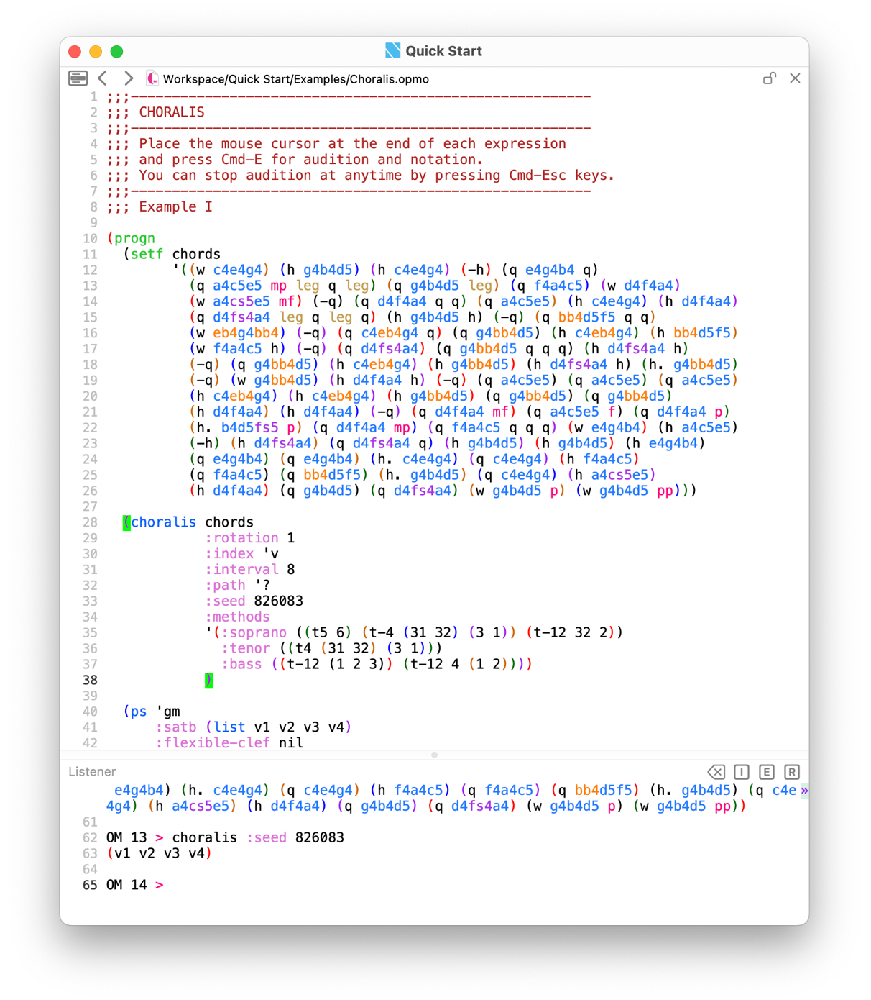 Quick Start
Workspace/Quick Start/Examples/Choralis.opmo
1 ;;;--------------------------------------------------------
2 ;;; CHORALIS
3 ;;;--------------------------------------------------------
4 ;;; Place the mouse cursor at the end of each expression
5 ;;; and press Cmd-E for audition and notation.
6 ;;; You can stop audition at anytime by pressing Cmd-Esc keys.
7 ;;;--------------------------------------------------------
8 ;;; Example I
9
10 (progn
11   (setf chords
12         '((w c4e4g4) (h g4b4d5) (h c4e4g4) (-h) (q e4g4b4 q)
13           (q a4c5e5 mp leg q leg) (q g4b4d5 leg) (q f4a4c5) (w d4f4a4)
14           (w a4cs5e5 mf) (-q) (q d4f4a4 q q) (q a4c5e5) (h c4e4g4) (h d4f4a4)
15           (q d4fs4a4 leg q leg q) (h g4b4d5 h) (-q) (q bb4d5f5 q q)
16           (w eb4g4bb4) (-q) (q c4eb4g4 q) (q g4bb4d5) (h c4eb4g4) (h bb4d5f5)
17           (w f4a4c5 h) (-q) (q d4fs4a4) (q g4bb4d5 q q q) (h d4fs4a4 h)
18           (-q) (q g4bb4d5) (h c4eb4g4) (h g4bb4d5) (h d4fs4a4 h) (h. g4bb4d5)
19           (-q) (w g4bb4d5) (h d4f4a4 h) (-q) (q a4c5e5) (q a4c5e5) (q a4c5e5)
20           (h c4eb4g4) (h c4eb4g4) (h g4bb4d5) (q g4bb4d5) (q g4bb4d5)
21           (h d4f4a4) (h d4f4a4) (-q) (q d4f4a4 mf) (q a4c5e5 f) (q d4f4a4 p)
22           (h. b4d5fs5 p) (q d4f4a4 mp) (q f4a4c5 q q q) (w e4g4b4) (h a4c5e5)
23           (-h) (h d4fs4a4) (q d4fs4a4 q) (h g4b4d5) (h g4b4d5) (h e4g4b4)
24           (q e4g4b4) (q e4g4b4) (h. c4e4g4) (q c4e4g4) (h f4a4c5)
25           (q f4a4c5) (q bb4d5f5) (h. g4b4d5) (q c4e4g4) (h a4cs5e5)
26           (h d4f4a4) (q g4b4d5) (q d4fs4a4) (w g4b4d5 p) (w g4b4d5 pp)))
27
28   (choralis chords
29             :rotation 1
30             :index 'v
31             :interval 8
32             :path '?
33             :seed 826083
34             :methods
35             '(:soprano ((t5 6) (t-4 (31 32) (3 1)) (t-12 32 2))
36               :tenor ((t4 (31 32) (3 1)))
37               :bass ((t-12 (1 2 3)) (t-12 4 (1 2))))
38             )
39
40   (ps 'gm
41       :satb (list v1 v2 v3 v4)
42       :flexible-clef nil
Listener I E R
e4g4b4) (h. c4e4g4) (q c4e4g4) (h f4a4c5) (q f4a4c5) (q bb4d5f5) (h. g4b4d5) (q c4e »
4g4) (h a4cs5e5) (h d4f4a4) (q g4b4d5) (q d4fs4a4) (w g4b4d5 p) (w g4b4d5 pp))
61
62 OM 13 > choralis :seed 826083
63 (v1 v2 v3 v4)
64
65 OM 14 >